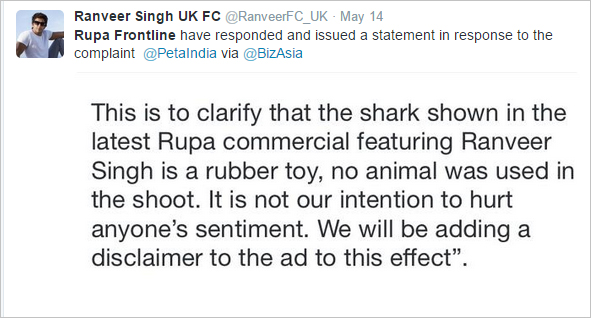 Ranveer Singh UK FC @RanveerFC_UK · May 14
Rupa Frontline have responded and issued a statement in response to the
complaint @PetaIndia via @BizAsia
This is to clarify that the shark shown in the
latest Rupa commercial featuring Ranveer
Singh is a rubber toy, no animal was used in
the shoot. It is not our intention to hurt
anyone's sentiment. We will be adding a
disclaimer to the ad to this effect”.